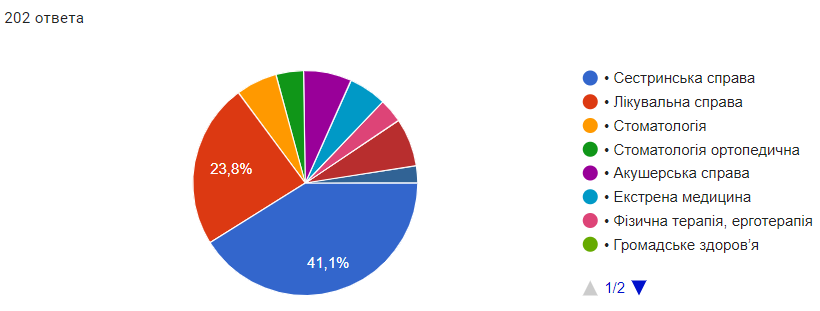 202 ответа
23,8%
41,1%
• Сестринська справа
• Лікувальна справа
• Стоматологія
• Стоматологія ортопедична
• Акушерська справа
• Екстрена медицина
• Фізична терапія, ерготерапія
• Громадське здоров’я
1/2